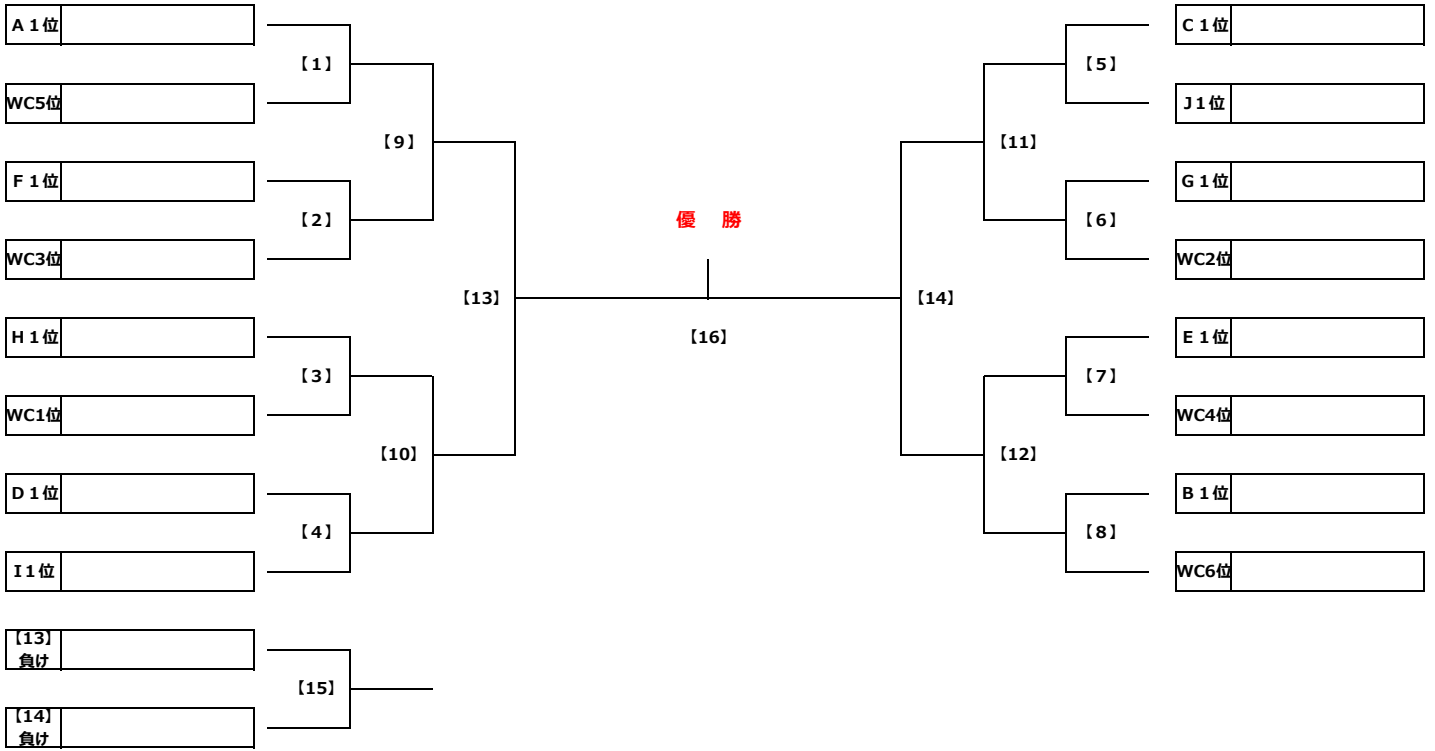 A１位
C１位
【1】
【5】
WC5位
J１位
【9】
【11】
F１位
G１位
【2】
優　勝
【6】
WC3位
WC2位
【13】
【14】
H１位
【16】
E１位
【3】
【7】
WC1位
WC4位
【10】
【12】
D１位
B１位
【4】
【8】
I１位
WC6位
【13】
負け
【15】
【14】
負け